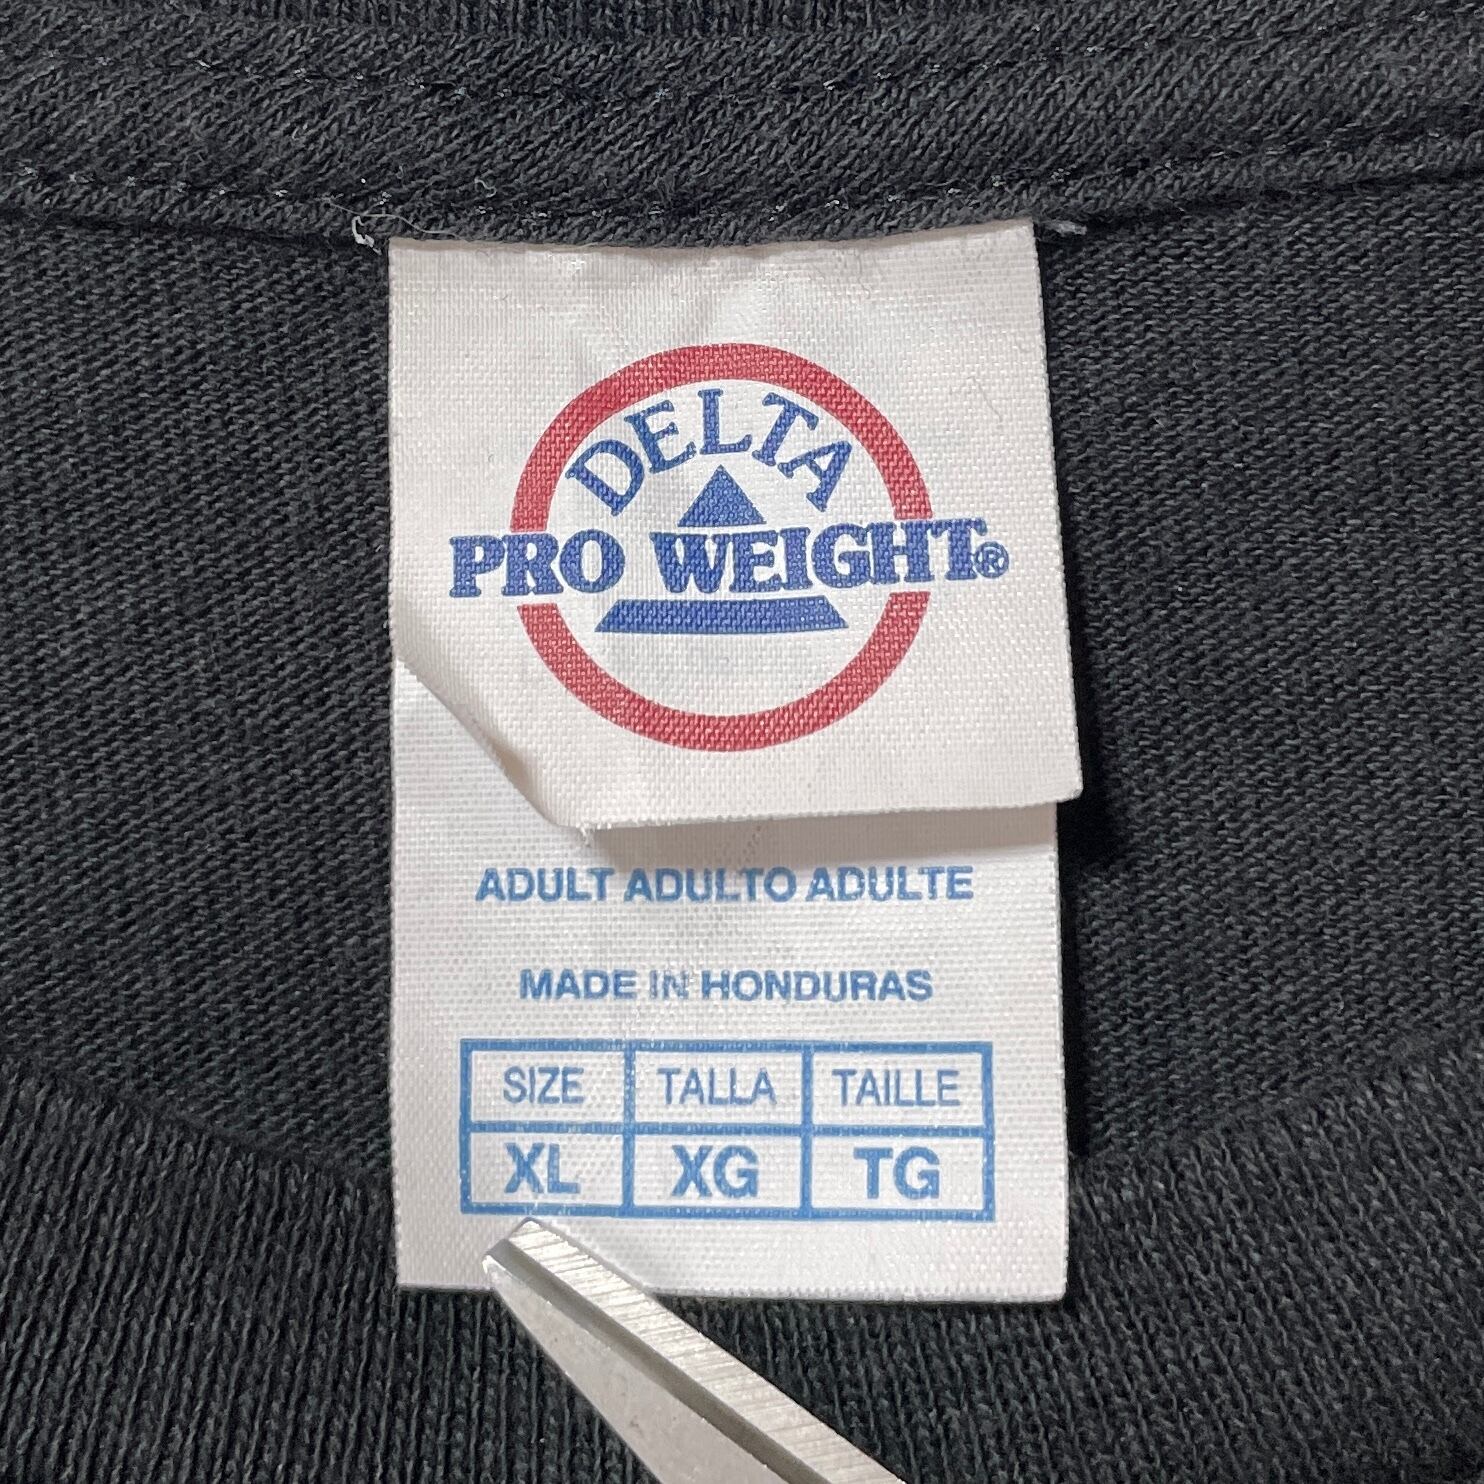 DELTA
PRO WEIGHT®
ADULT ADULTO ADULTE
MADE IN HONDURAS
SIZE TALLA TAILLE
XL XG TG